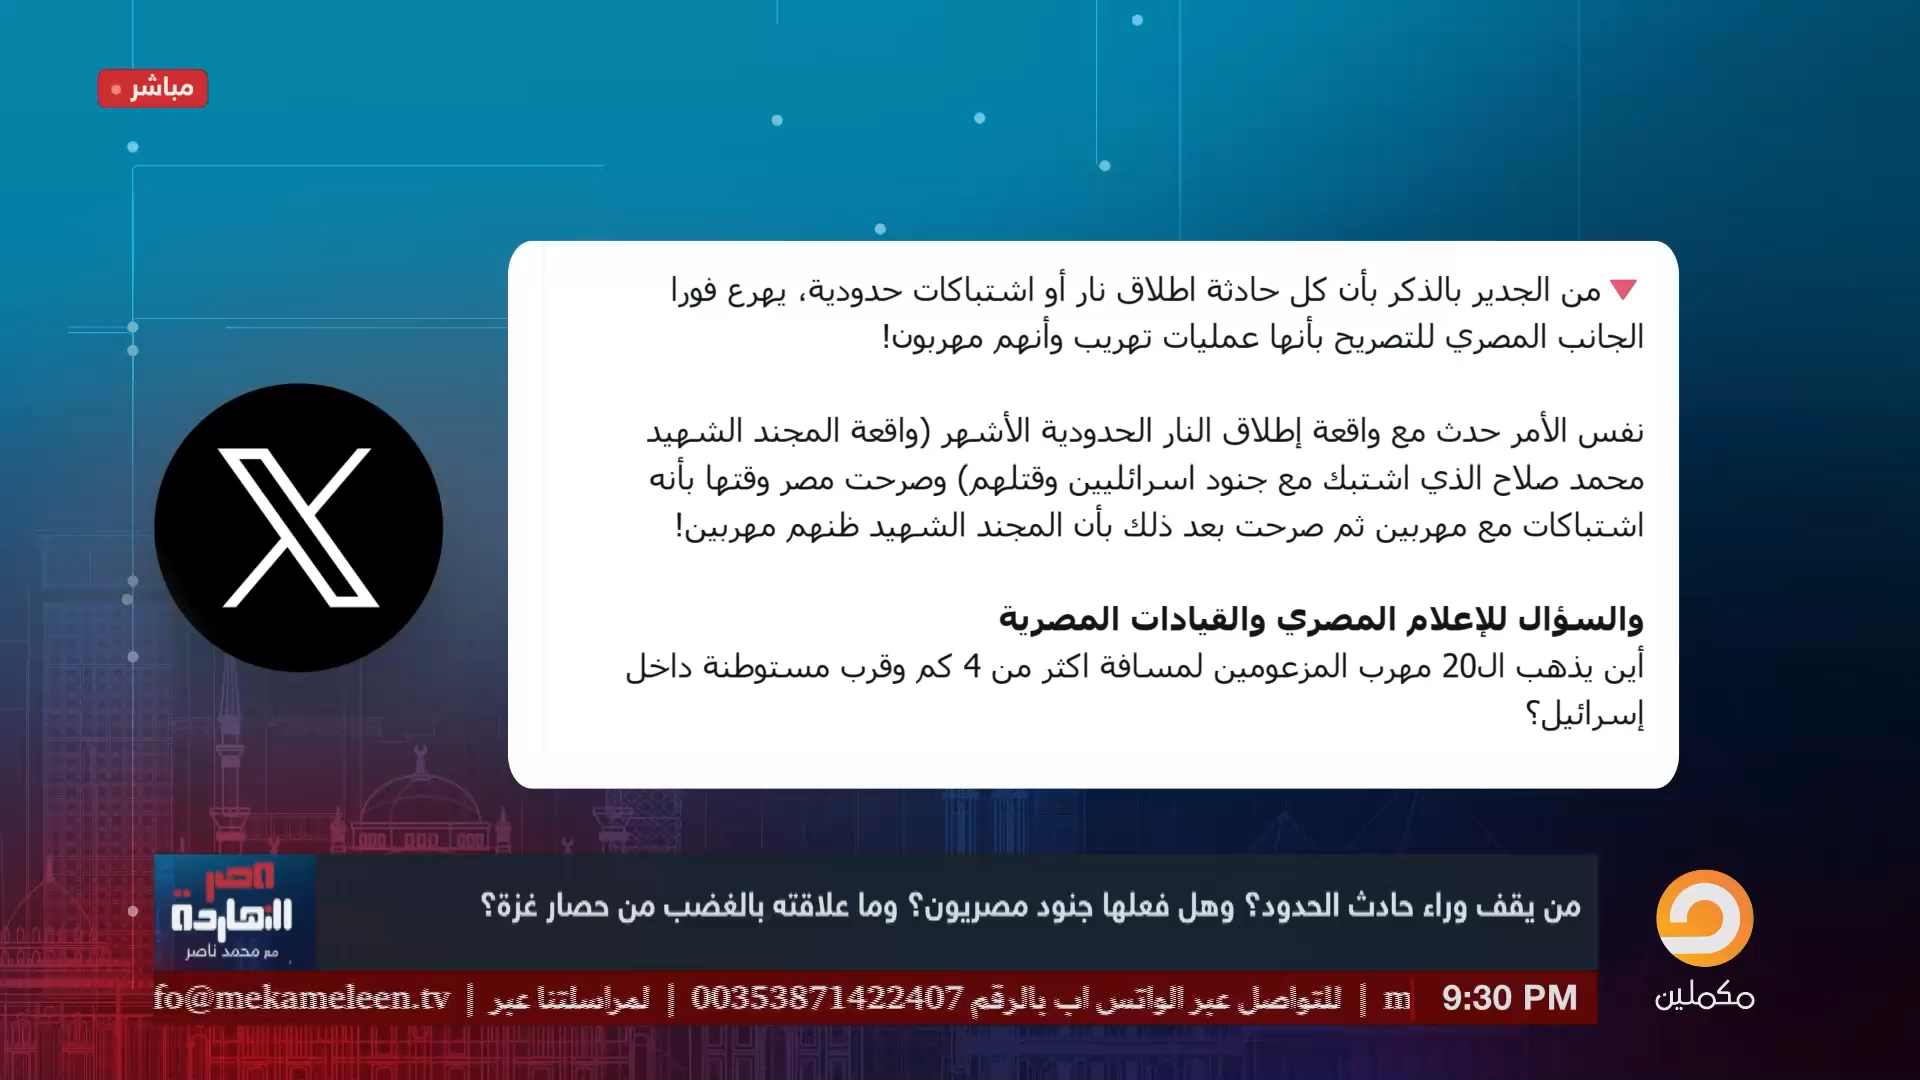 مباشر
من الجدير بالذكر بأن كل حادثة اطلاق نار أو اشتباكات حدودية، يهرع فورا
الجانب المصري للتصريح بأنها عمليات تهريب وأنهم مهربون!
نفس الأمر حدث مع واقعة إطلاق النار الحدودية الأشهر (واقعة المجند الشهيد
محمد صلاح الذي اشتبك مع جنود اسرائليين وقتلهم) وصرحت مصر وقتها بأنه
اشتباكات مع مهربين ثم صرحت بعد ذلك بأن المجند الشهيد ظنهم مهربين!
والسؤال للإعلام المصري والقيادات المصرية
أين يذهب ال20 مهرب المزعومين لمسافة اكثر من 4 كم وقرب مستوطنة داخل
إسرائيل؟
من يقف وراء حادث الحدود؟ وهل فعلها جنود مصريون؟ وما علاقته بالغضب من حصار غزة؟
مصر
النهاردة
مع محمد ناصر
9:30 PM
m | للتواصل عبر الواتس اب بالرقم 00353871422407 | لمراسلتنا عبر | fo@mekameleen.tv
مكملين